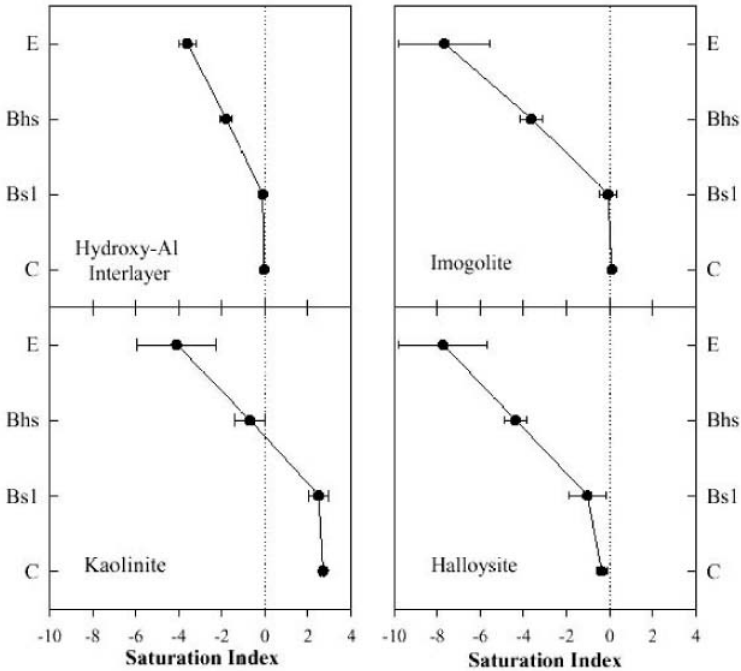 E
Bhs
Bs1
C
Hydroxy-Al
Interlayer
E
Bhs
Bs1
C
Imogolite
E
Bhs
Bs1
C
Kaolinite
E
Bhs
Bs1
C
Halloysite
-10 -8 -6 -4 -2 0 2 4
-10 -8 -6 -4 -2 0 2 4
Saturation Index
Saturation Index